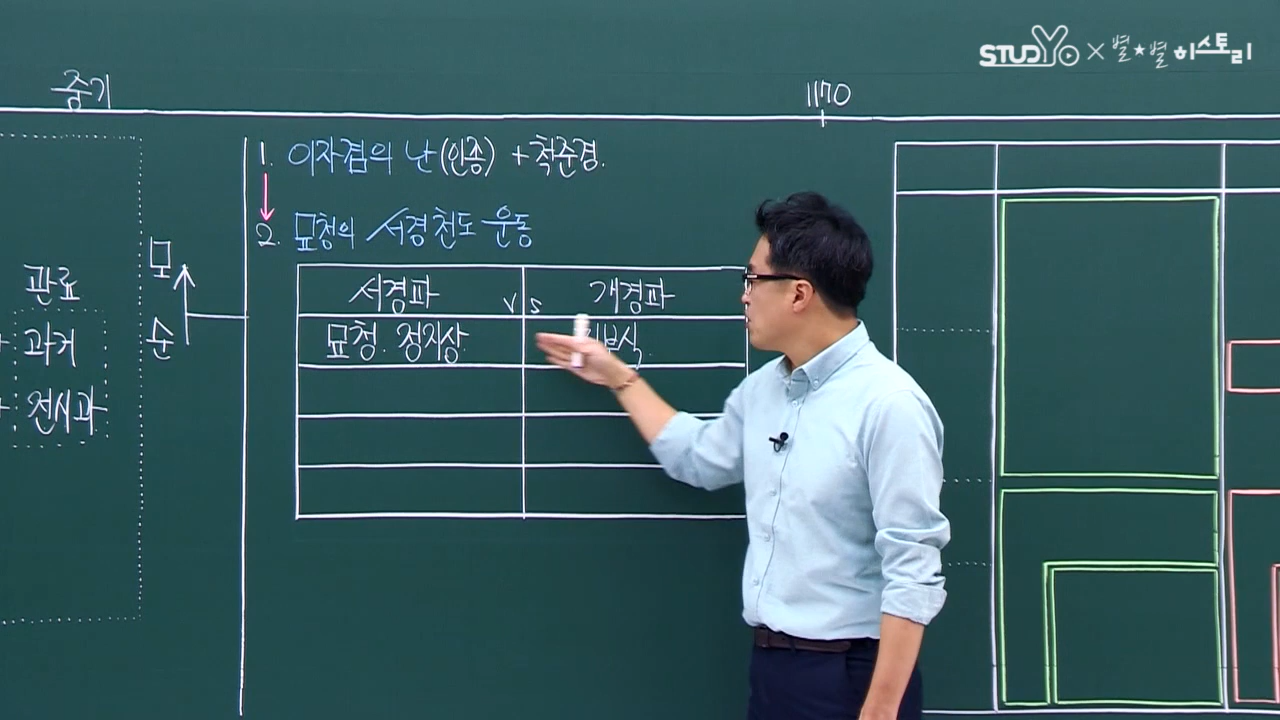 STUDYo × 별★별 히스토리
중기
1170
1. 이자겸의 난 (인종) + 척준경.
2. 묘청의 서경 천도 운동
모
순
관료
과거
전시과
서경파 vs 개경파
묘청. 정지상.
부식.